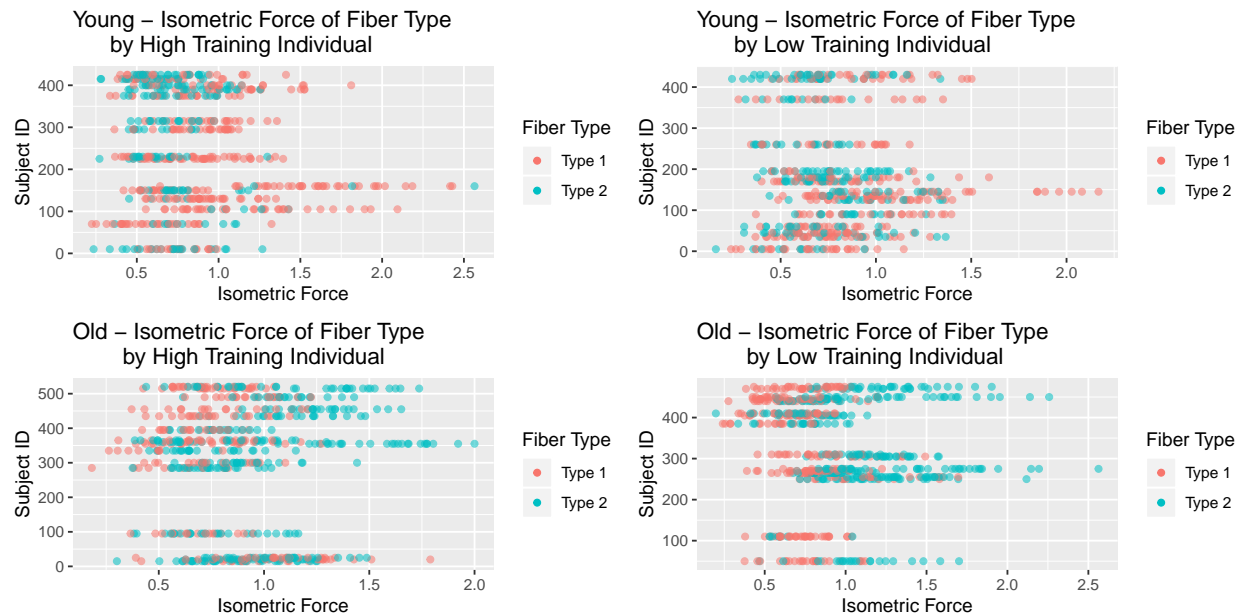 Young – Isometric Force of Fiber Type
by High Training Individual
Subject ID
400
300
200
100
0
0.5 1.0 1.5 2.0 2.5
Isometric Force
Fiber Type
Type 1
Type 2
Young – Isometric Force of Fiber Type
by Low Training Individual
Subject ID
400
300
200
100
0
0.5 1.0 1.5 2.0
Isometric Force
Fiber Type
Type 1
Type 2
Old – Isometric Force of Fiber Type
by High Training Individual
Subject ID
500
400
300
200
100
0
0.5 1.0 1.5 2.0
Isometric Force
Fiber Type
Type 1
Type 2
Old – Isometric Force of Fiber Type
by Low Training Individual
Subject ID
400
300
200
100
0.5 1.0 1.5 2.0 2.5
Isometric Force
Fiber Type
Type 1
Type 2